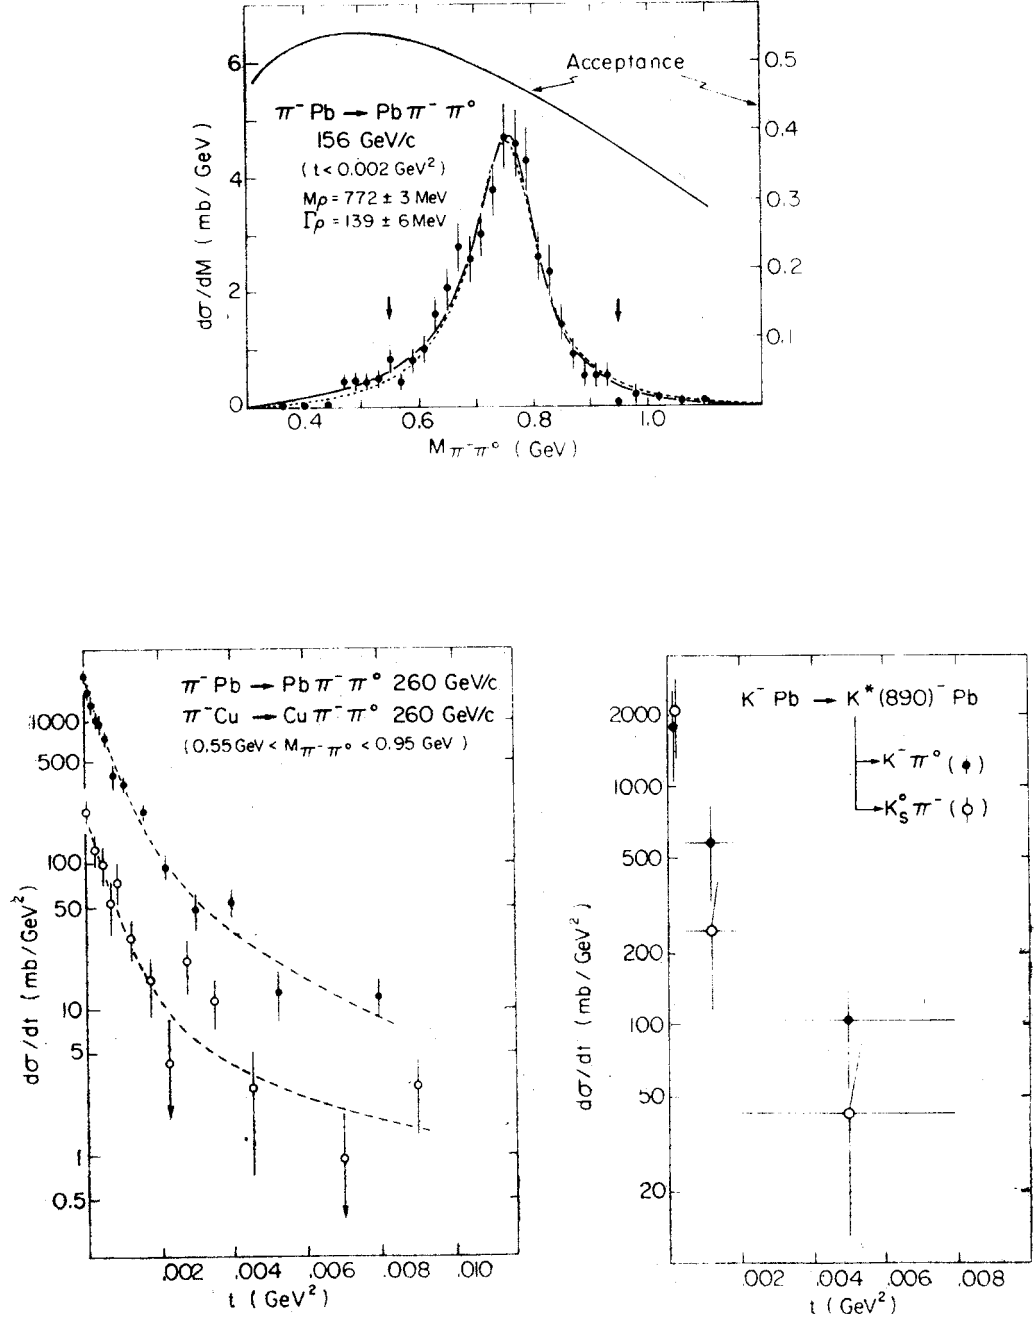 6
4
2
0
dσ/dM (mb/GeV)
π⁻ Pb → Pb π⁻ π°
156 GeV/c
(t < 0.002 GeV²)
Mρ = 772 ± 3 MeV
Γρ = 139 ± 6 MeV
Acceptance
0.5
0.4
0.3
0.2
0.1
0.4 0.6 0.8 1.0
M π⁻π° (GeV)
π⁻ Pb → Pb π⁻ π° 260 GeV/c
π⁻ Cu → Cu π⁻ π° 260 GeV/c
(0.55 GeV < M π⁻π° < 0.95 GeV)
1000
500
100
50
10
5
1
0.5
dσ/dt (mb/GeV²)
.002 .004 .006 .008 .010
t (GeV²)
K⁻ Pb → K*(890)⁻ Pb
K⁻ π°
K°s π⁻
2000
1000
500
200
100
50
20
dσ/dt (mb/GeV²)
.002 .004 .006 .008
t (GeV²)